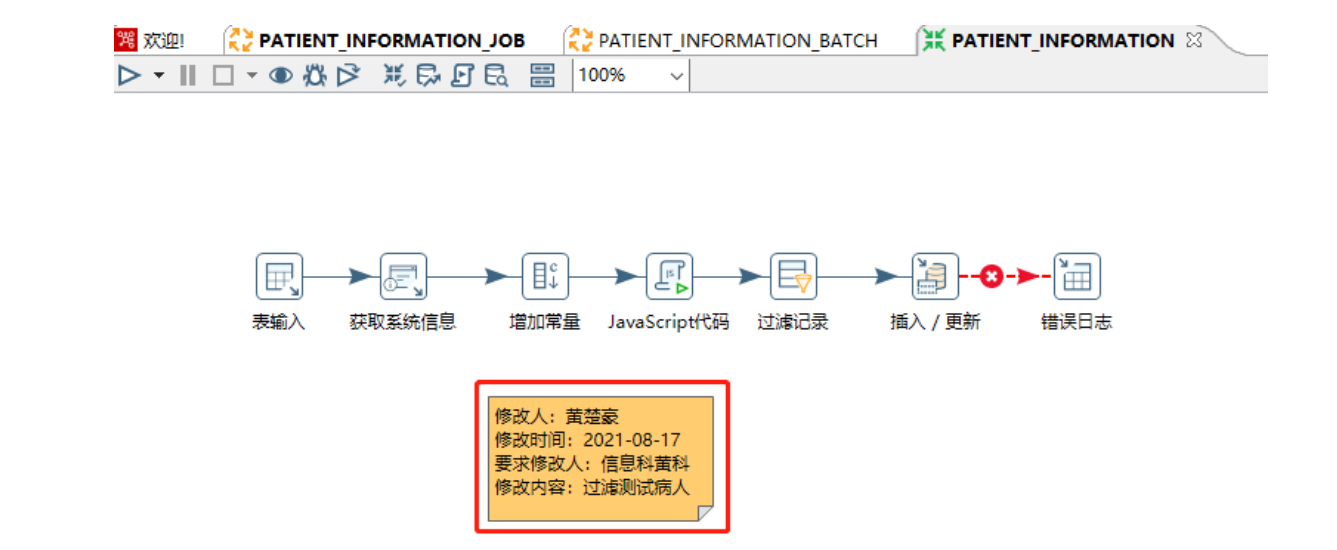 欢迎!
PATIENT_INFORMATION_JOB
PATIENT_INFORMATION_BATCH
PATIENT_INFORMATION
100%
表输入
获取系统信息
增加常量
JavaScript代码
过滤记录
插入 / 更新
错误日志
修改人：黄楚豪
修改时间：2021-08-17
要求修改人：信息科黄科
修改内容：过滤测试病人